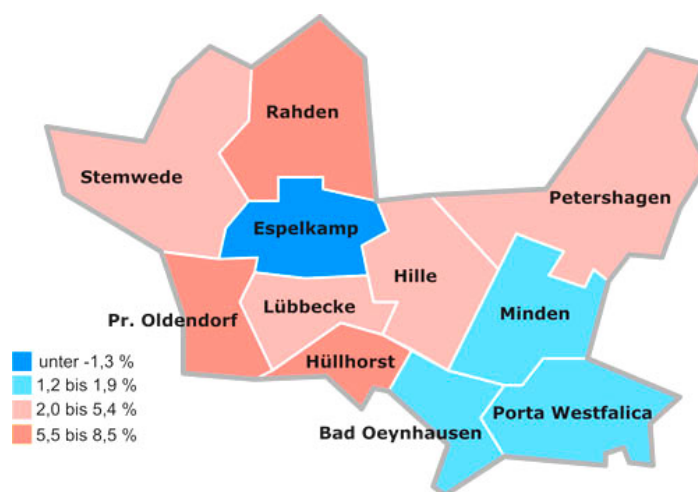 Rahden
Stemwede
Petershagen
Espelkamp
Hille
Lübbecke
Minden
Pr. Oldendorf
Hüllhorst
Porta Westfalica
Bad Oeynhausen
unter -1,3 %
1,2 bis 1,9 %
2,0 bis 5,4 %
5,5 bis 8,5 %